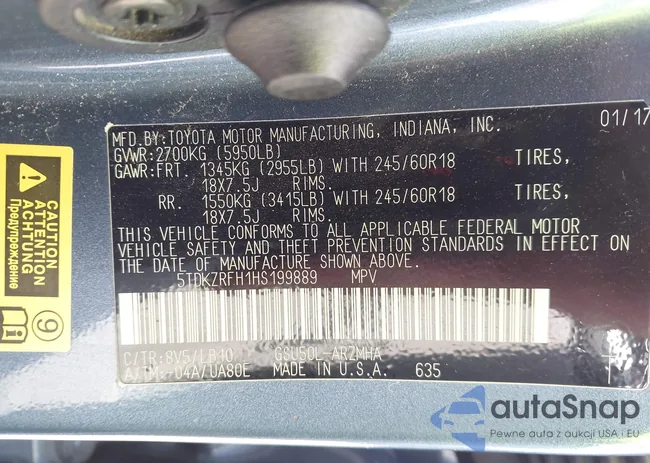 01/17
MFD.BY:TOYOTA MOTOR MANUFACTURING, INDIANA, INC.
GVWR:2700KG (5950LB)
GAWR:FRT. 1345KG (2955LB) WITH 245/60R18 TIRES,
18X7.5J RIMS.
RR. 1550KG (3415LB) WITH 245/60R18 TIRES,
18X7.5J RIMS.
THIS VEHICLE CONFORMS TO ALL APPLICABLE FEDERAL MOTOR
VEHICLE SAFETY AND THEFT PREVENTION STANDARDS IN EFFECT ON
THE DATE OF MANUFACTURE SHOWN ABOVE.
5TDKZRFH1HS199889 MPV
C/TR:8V5/LB10 GSU50L-ARZMHA
A/TM:-04A/UA80E MADE IN U.S.A. 635
CAUTION
ATTENTION
ACHTUNG
Предупреждение
9
autaSnap
Pewne auta z aukcji USA i EU